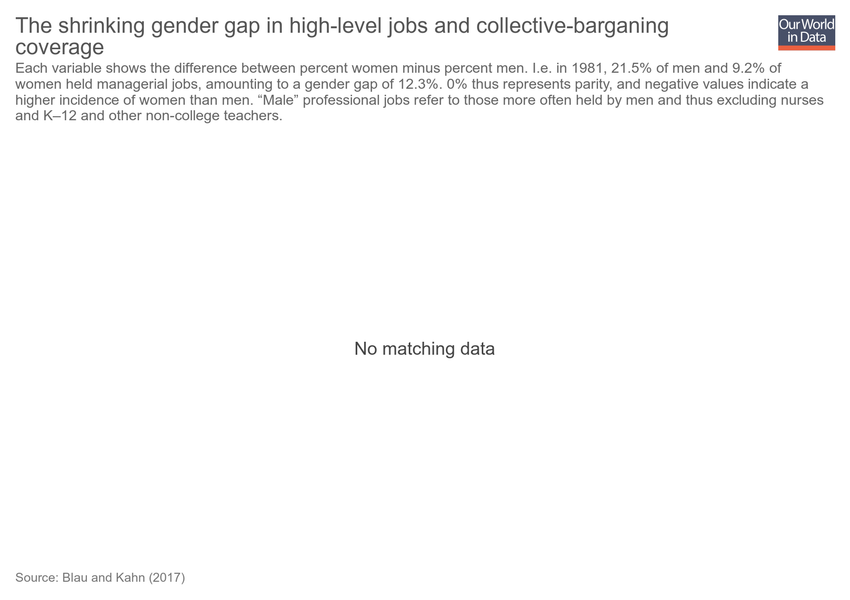 The shrinking gender gap in high-level jobs and collective-barganing
coverage
Our World
in Data
Each variable shows the difference between percent women minus percent men. I.e. in 1981, 21.5% of men and 9.2% of
women held managerial jobs, amounting to a gender gap of 12.3%. 0% thus represents parity, and negative values indicate a
higher incidence of women than men. “Male” professional jobs refer to those more often held by men and thus excluding nurses
and K–12 and other non-college teachers.
No matching data
Source: Blau and Kahn (2017)